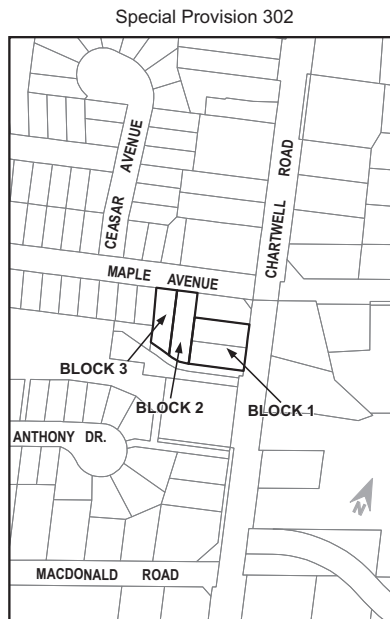 Special Provision 302
CEASAR AVENUE
CHARTWELL ROAD
MAPLE AVENUE
BLOCK 3
BLOCK 2
BLOCK 1
ANTHONY DR.
N
MACDONALD ROAD